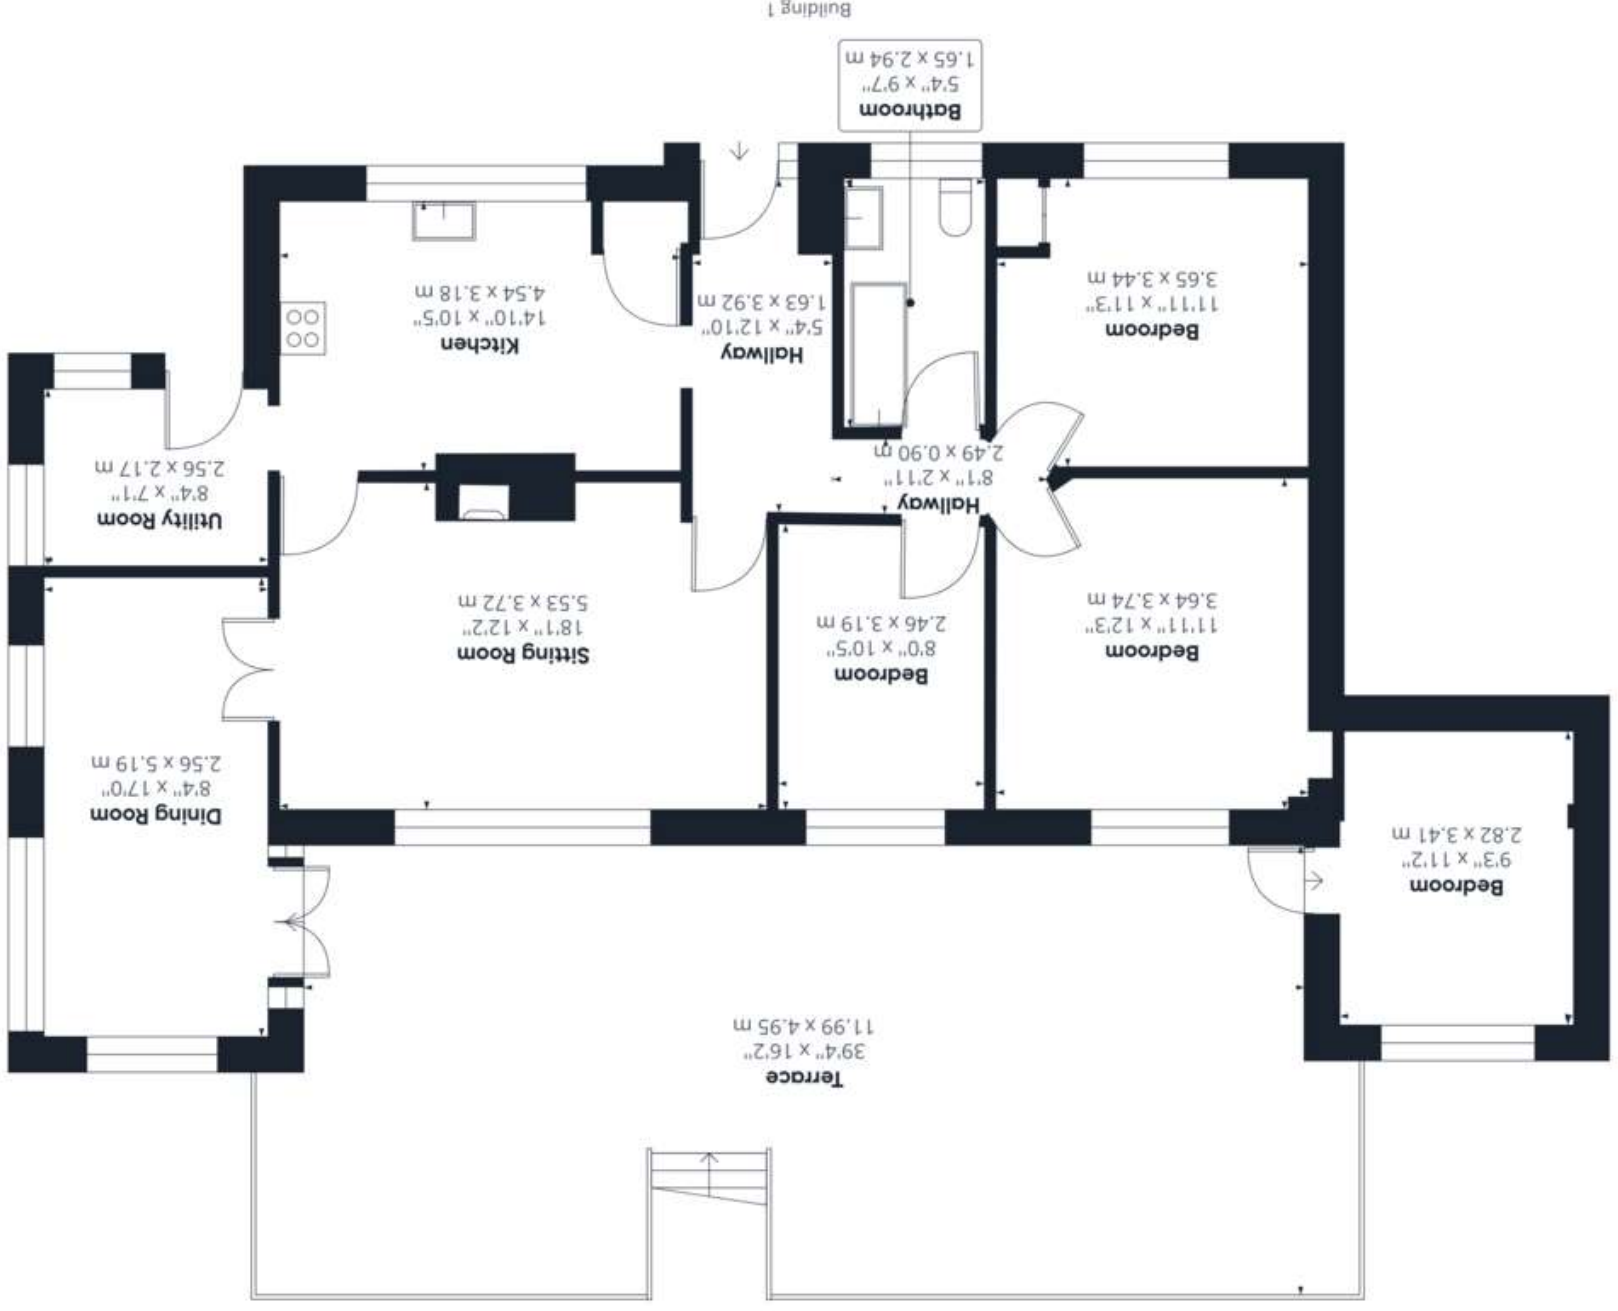 Terrace
39'4" x 16'2"
11.99 x 4.95 m
Bedroom
9'3" x 11'2"
2.82 x 3.41 m
Dining Room
8'4" x 17'0"
2.56 x 5.19 m
Bedroom
11'11" x 12'3"
3.64 x 3.74 m
Bedroom
8'0" x 10'5"
2.46 x 3.19 m
Sitting Room
18'1" x 12'2"
5.53 x 3.72 m
Utility Room
8'4" x 7'1"
2.56 x 2.17 m
Hallway
8'1" x 2'11"
2.49 x 0.90 m
Bedroom
11'11" x 11'3"
3.65 x 3.44 m
Hallway
5'4" x 12'10"
1.63 x 3.92 m
Kitchen
14'10" x 10'5"
4.54 x 3.18 m
Bathroom
5'4" x 9'7"
1.65 x 2.94 m
Building 1